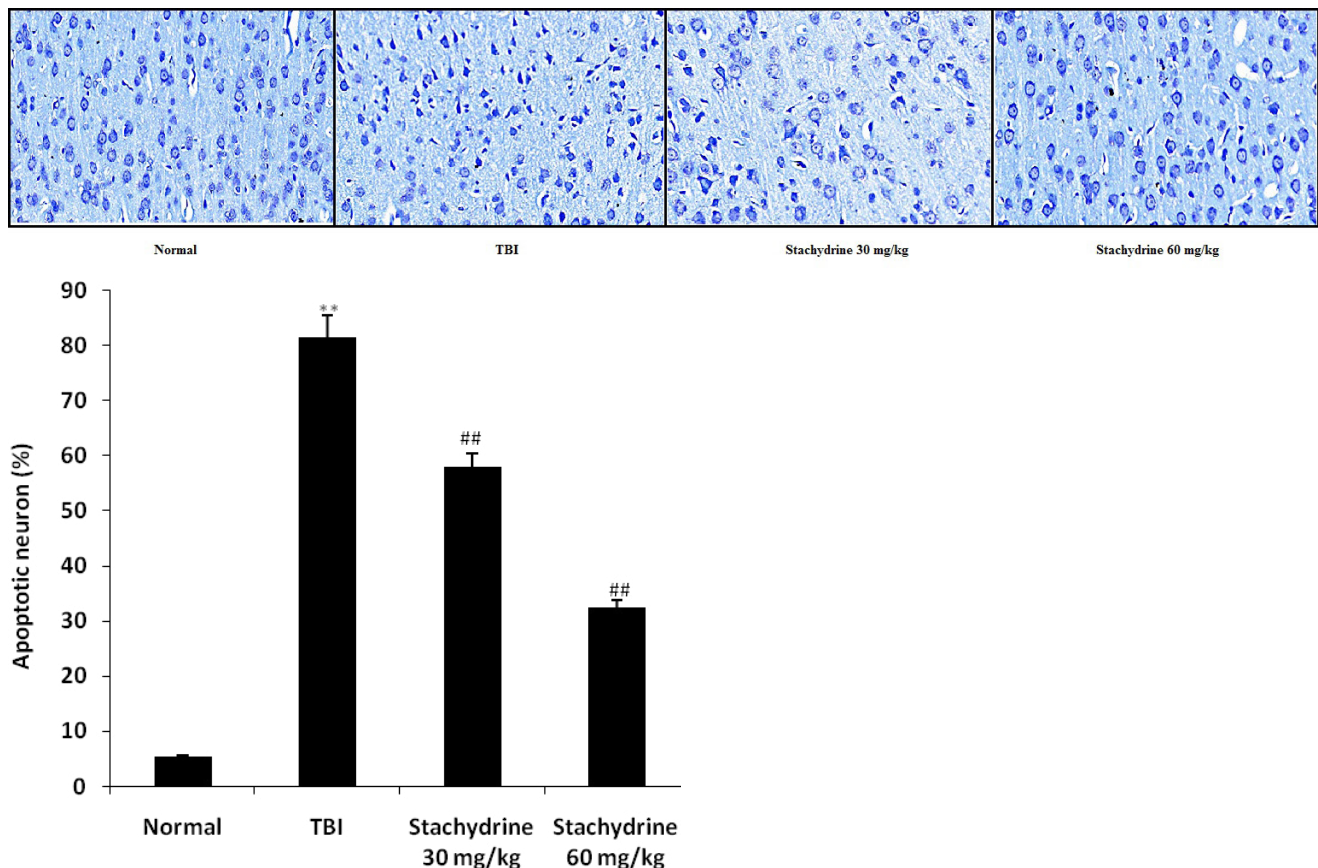 Normal
TBI
Stachydrine 30 mg/kg
Stachydrine 60 mg/kg
Apoptotic neuron (%)
90
80
70
60
50
40
30
20
10
0
**
##
##
Normal
TBI
Stachydrine
30 mg/kg
Stachydrine
60 mg/kg